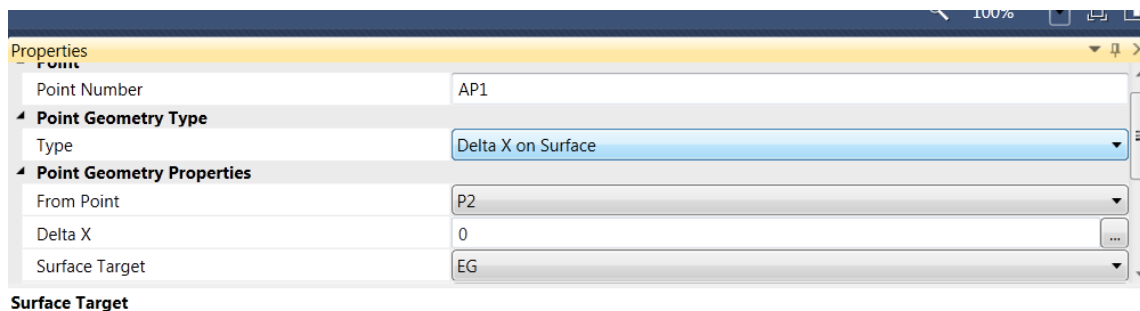 100%
Properties
Point
Point Number AP1
Point Geometry Type
Type Delta X on Surface
Point Geometry Properties
From Point P2
Delta X 0 ...
Surface Target EG
Surface Target